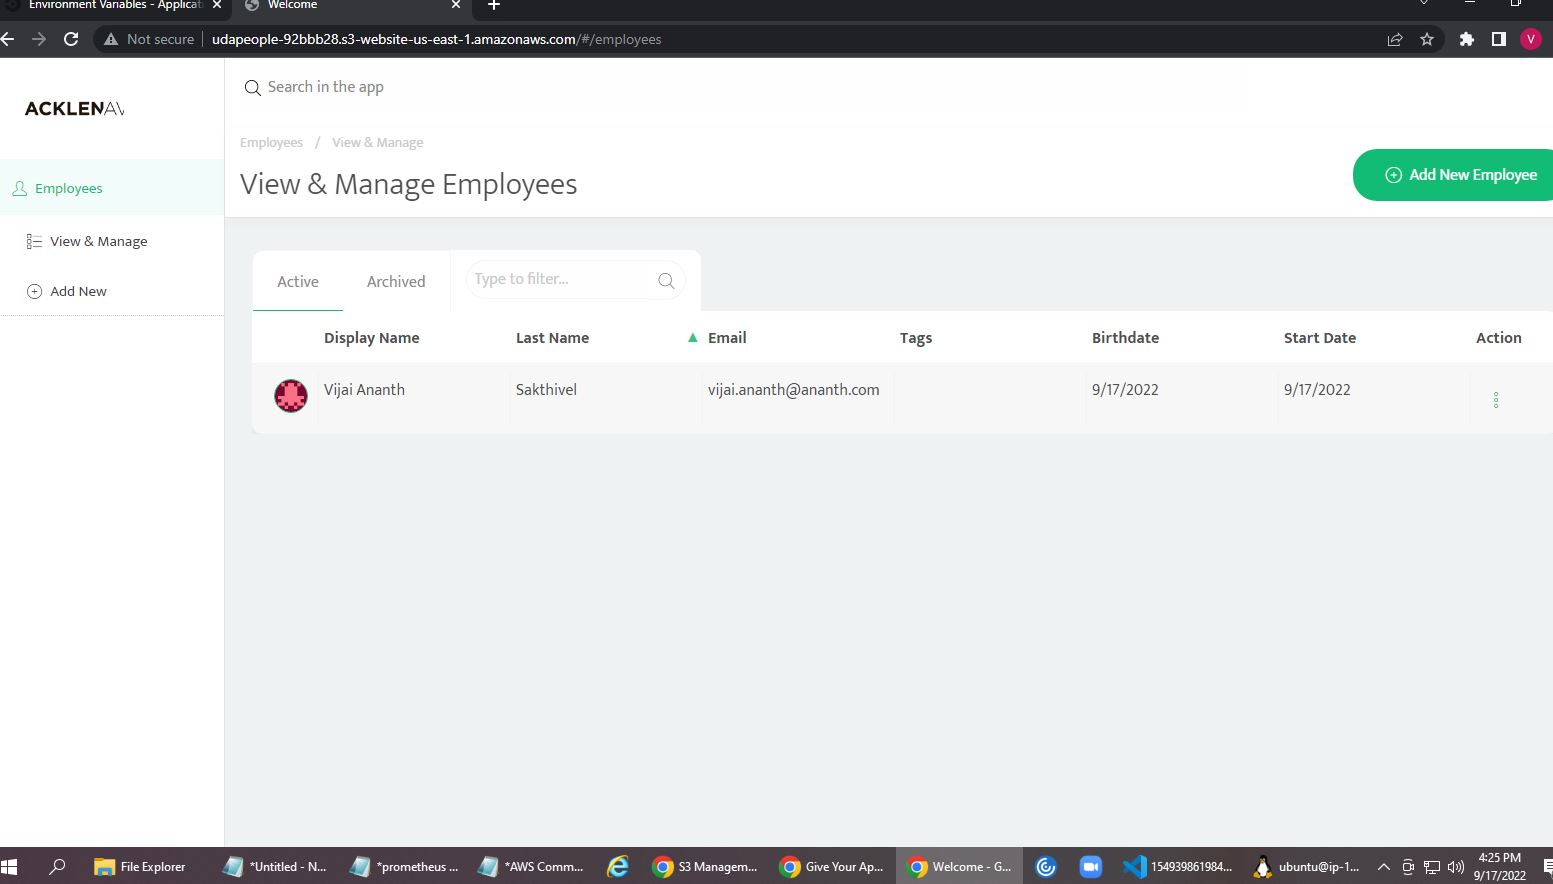 Environment Variables - Applicati
Welcome
Not secure
udapeople-92bbb28.s3-website-us-east-1.amazonaws.com/#/employees
V
ACKLENAV
Search in the app
Employees / View & Manage
View & Manage Employees
Add New Employee
Employees
View & Manage
Add New
Active
Archived
Type to filter...
Display Name
Last Name
Email
Tags
Birthdate
Start Date
Action
Vijai Ananth
Sakthivel
vijai.ananth@ananth.com
9/17/2022
9/17/2022
File Explorer
*Untitled - N...
*prometheus ...
*AWS Comm...
S3 Managem...
Give Your Ap...
Welcome - G...
154939861984...
ubuntu@ip-1...
4:25 PM
9/17/2022